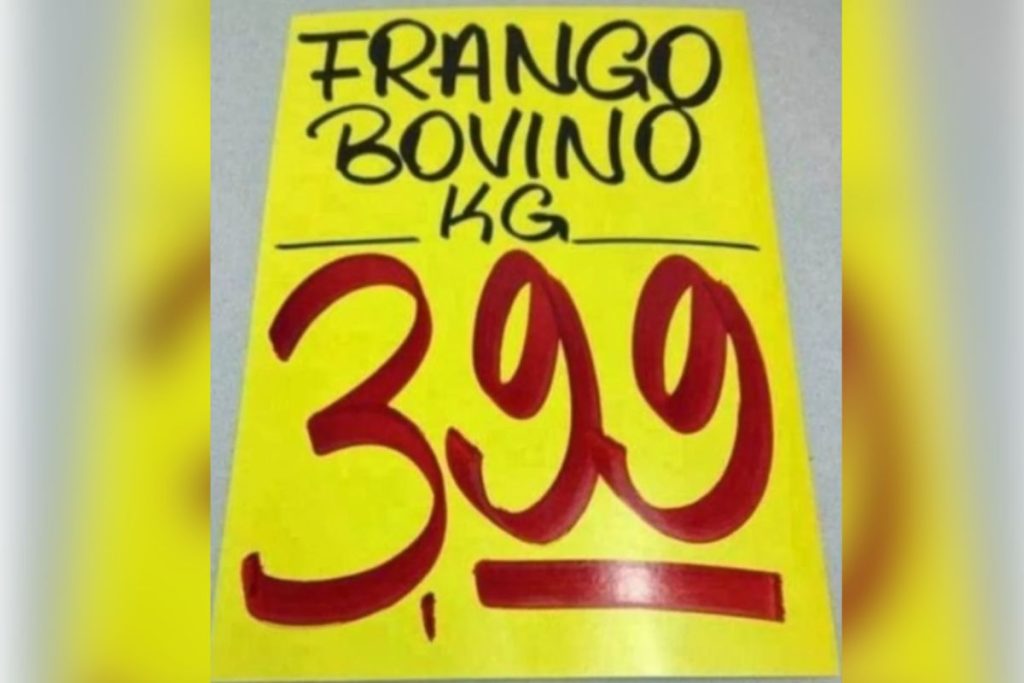 FRANGO
BOVINO
KG
3,99